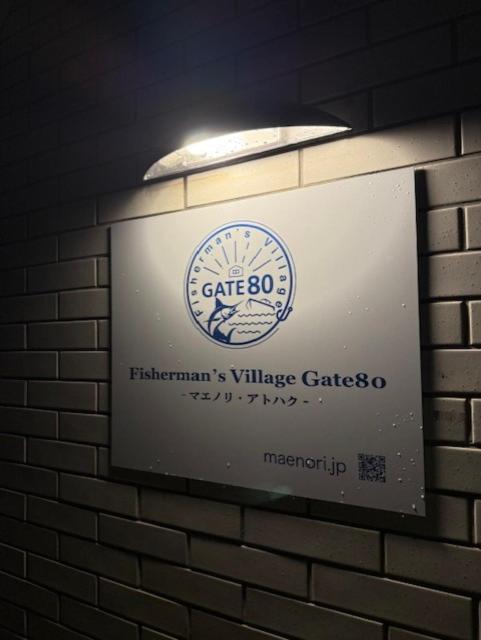 Fisherman's Village
GATE80
Fisherman's Village Gate80
- マエノリ・アトハク -
maenori.jp